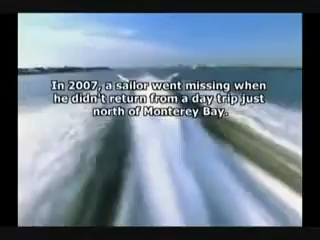 In 2007, a sailor went missing when
he didn't return from a day trip just
north of Monterey Bay.